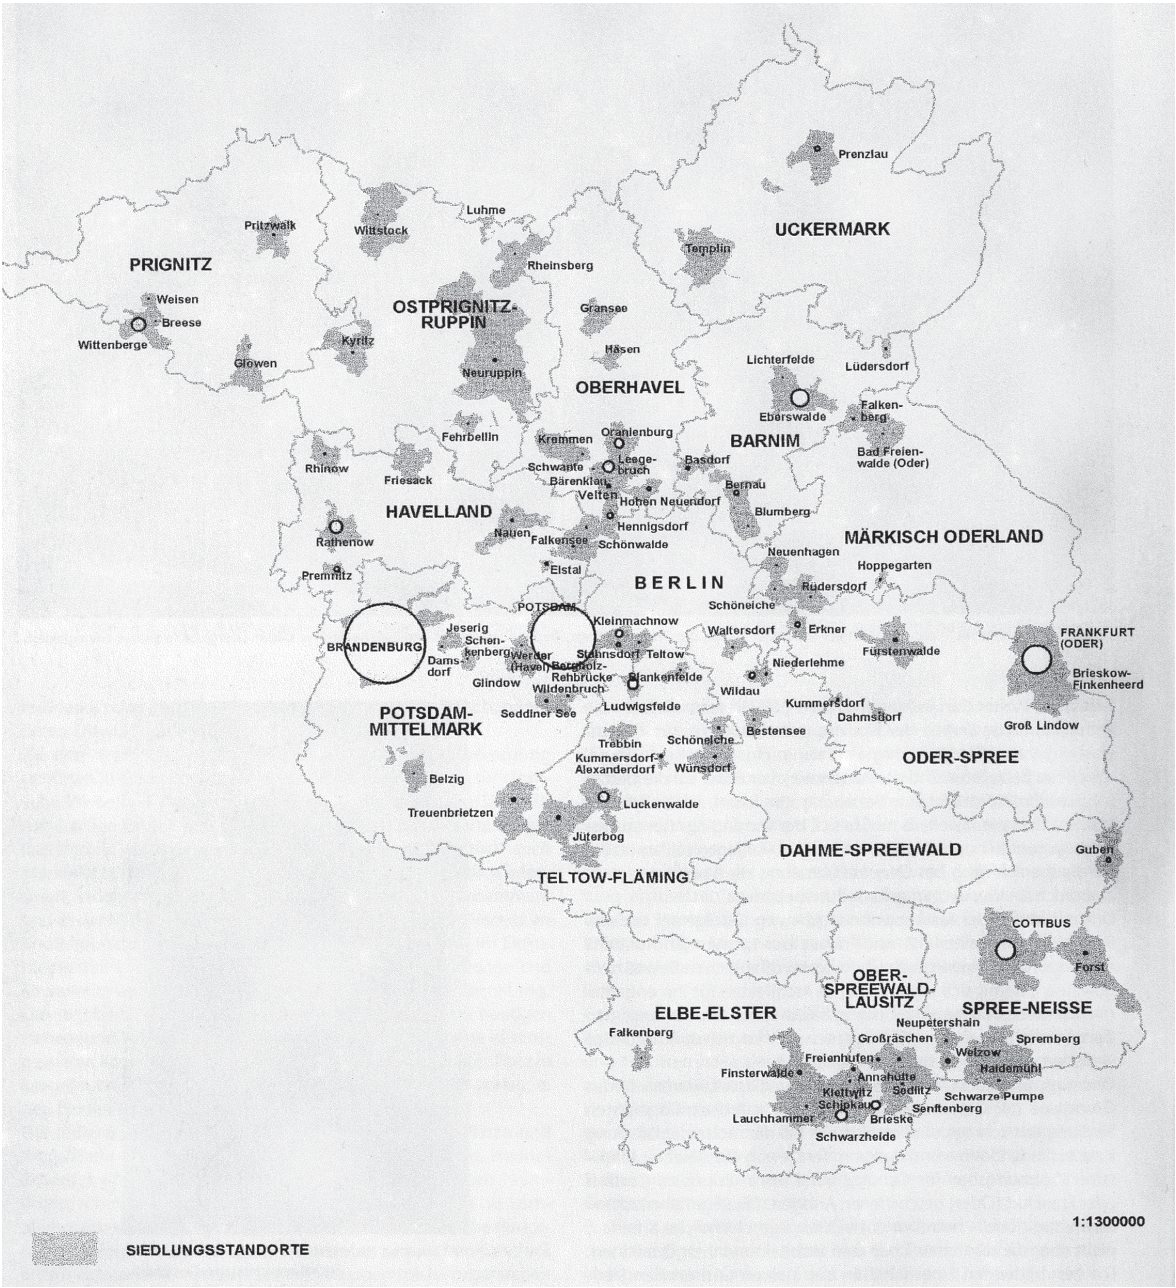 Prenzlau
UCKERMARK
Templin
Luhme
Pritzwalk
Wittstock
PRIGNITZ
Rheinsberg
Weisen
Breese
Wittenberge
Glöwen
OSTPRIGNITZ-
RUPPIN
Kyritz
Neuruppin
Gransee
Häsen
OBERHAVEL
Lichterfelde
Lüdersdorf
Eberswalde
Falken-
berg
Bad Freien-
walde (Oder)
BARNIM
Fehrbellin
Kremmen
Oranienburg
Schwante
Leege-
bruch
Bärenklau
Velten
Hohen Neuendorf
Basdorf
Bernau
Blumberg
Rhinow
Friesack
HAVELLAND
Nauen
Falkensee
Hennigsdorf
Schönwalde
Elstal
Rathenow
Premnitz
BERLIN
MÄRKISCH ODERLAND
Neuenhagen
Hoppegarten
Rüdersdorf
Schöneiche
POTSDAM
Kleinmachnow
Waltersdorf
Erkner
Fürstenwalde
FRANKFURT
(ODER)
BRANDENBURG
Jeserig
Schen-
kenberg
Dams-
dorf
Glindow
Werder
(Havel)
Stahnsdorf
Teltow
Bergholz-
Rehbrücke
Blankenfelde
Wildenbruch
Niederlehme
Wildau
Brieskow-
Finkenheerd
Seddiner See
Ludwigsfelde
Kummersdorf
Dahmsdorf
Groß Lindow
POTSDAM-
MITTELMARK
Trebbin
Schöneiche
Bestensee
Kummersdorf-
Alexanderdorf
Wünsdorf
ODER-SPREE
Belzig
Treuenbrietzen
Luckenwalde
Jüterbog
DAHME-SPREEWALD
Guben
TELTOW-FLÄMING
COTTBUS
Forst
OBER-
SPREEWALD-
LAUSITZ
ELBE-ELSTER
SPREE-NEISSE
Falkenberg
Neupetershain
Großräschen
Spremberg
Freienhufen
Welzow
Finsterwalde
Annahütte
Haidemühl
Klettwitz
Sedlitz
Schwarze Pumpe
Schipkau
Senftenberg
Lauchhammer
Brieske
Schwarzheide
1:1300000
SIEDLUNGSSTANDORTE